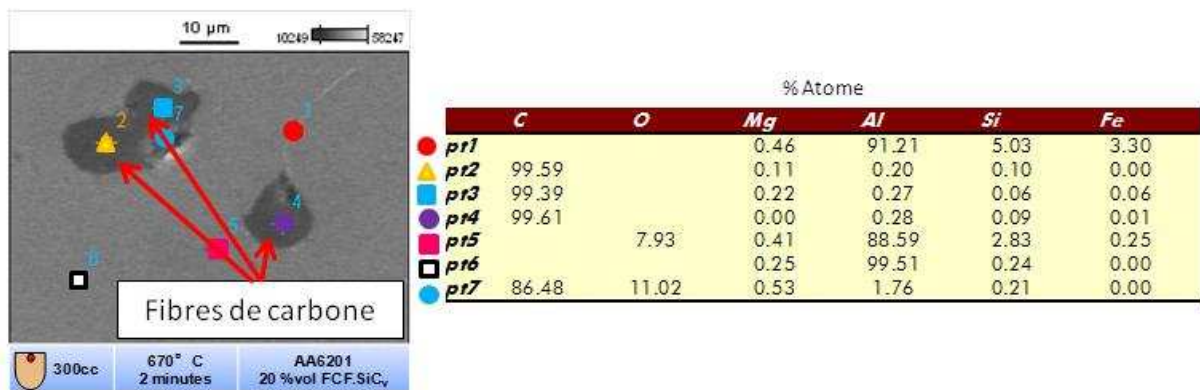 10 µm
10249 58247
3
2 7 1
4
5
6
Fibres de carbone
300cc
670° C
2 minutes
AA6201
20 %vol FCF.SiCᵥ
% Atome
C O Mg Al Si Fe
pt1 0.46 91.21 5.03 3.30
pt2 99.59 0.11 0.20 0.10 0.00
pt3 99.39 0.22 0.27 0.06 0.06
pt4 99.61 0.00 0.28 0.09 0.01
pt5 7.93 0.41 88.59 2.83 0.25
pt6 0.25 99.51 0.24 0.00
pt7 86.48 11.02 0.53 1.76 0.21 0.00